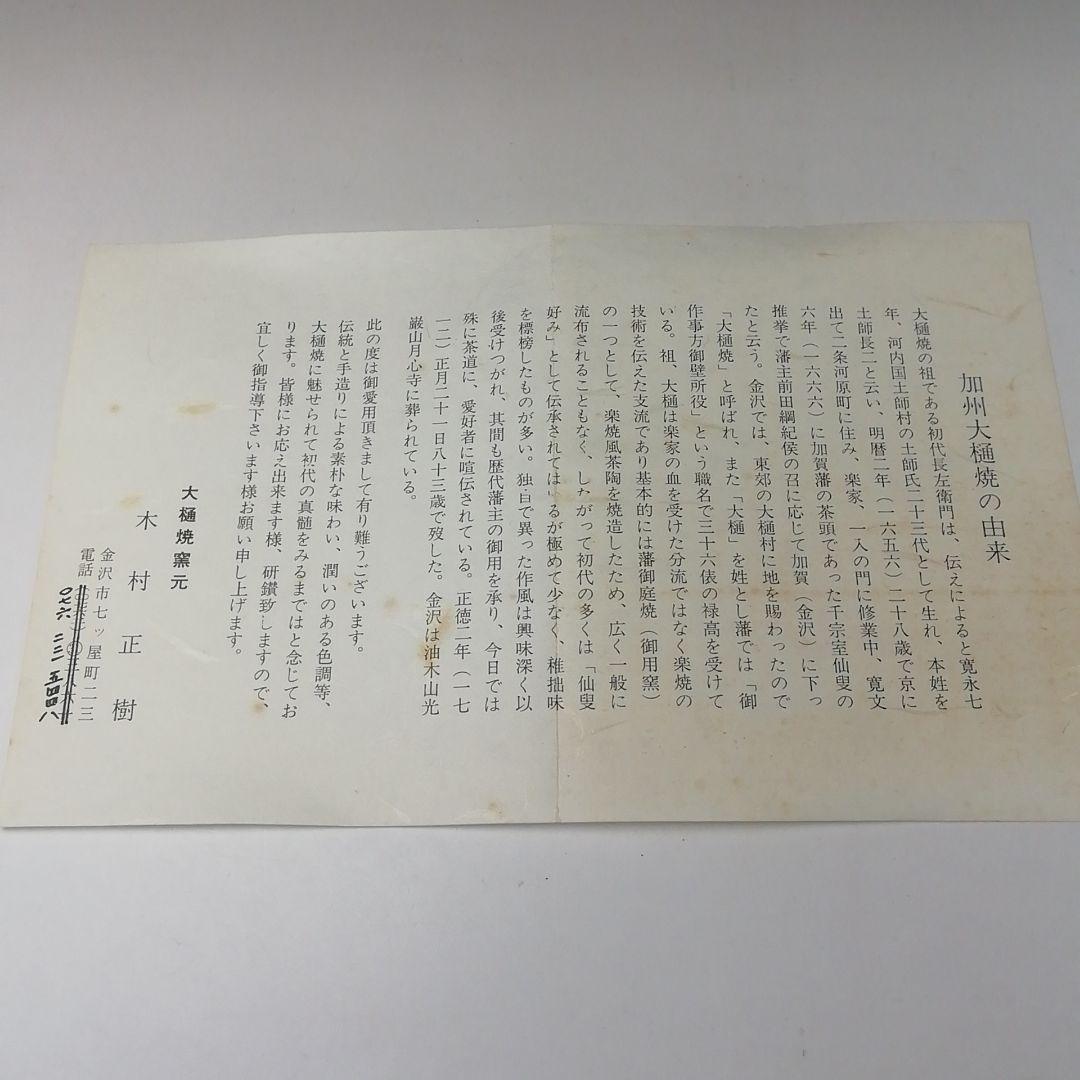 加州大樋焼の由来
大樋焼の祖である初代長左衛門は、伝えによると寛永七
年、河内国土師村の土師氏二十三代として生れ、本姓を
土師長二と云い、明暦二年（一六五六）二十八歳で京に
出て二条河原町に住み、楽家、一入の門に修業中、寛文
六年（一六六六）に加賀藩の茶頭であった千宗室仙叟の
推挙で藩主前田綱紀侯の召に応じて加賀（金沢）に下っ
たと云う。金沢では、東郊の大樋村に地を賜わったので
「大樋焼」と呼ばれ、また「大樋」を姓とし藩では「御
作事方御壁所役」という職名で三十六俵の禄高を受けて
いる。祖、大樋は楽家の血を受けた分流ではなく楽焼の
技術を伝えた支流であり基本的には藩御庭焼（御用窯）
の一つとして、楽焼風茶陶を焼造したため、広く一般に
流布されることもなく、したがって初代の多くは「仙叟
好み」として伝承されてはいるが極めて少なく、稚拙味
を標榜したものが多い。独自で異った作風は興味深く以
後受けつがれ、其間も歴代藩主の御用を承り、今日では
殊に茶道に、愛好者に喧伝されている。正徳二年（一七
一二）正月二十一日八十三歳で歿した。金沢は油木山光
巌山月心寺に葬られている。
此の度は御愛用頂きまして有り難うございます。
伝統と手造りによる素朴な味わい、潤いのある色調等、
大樋焼に魅せられて初代の真髄をみるまではと念じてお
ります。皆様にお応え出来ます様、研鑚致しますので、
宜しく御指導下さいます様お願い申し上げます。
大樋焼窯元
木村正樹
金沢市七ッ屋町二ー三
電話